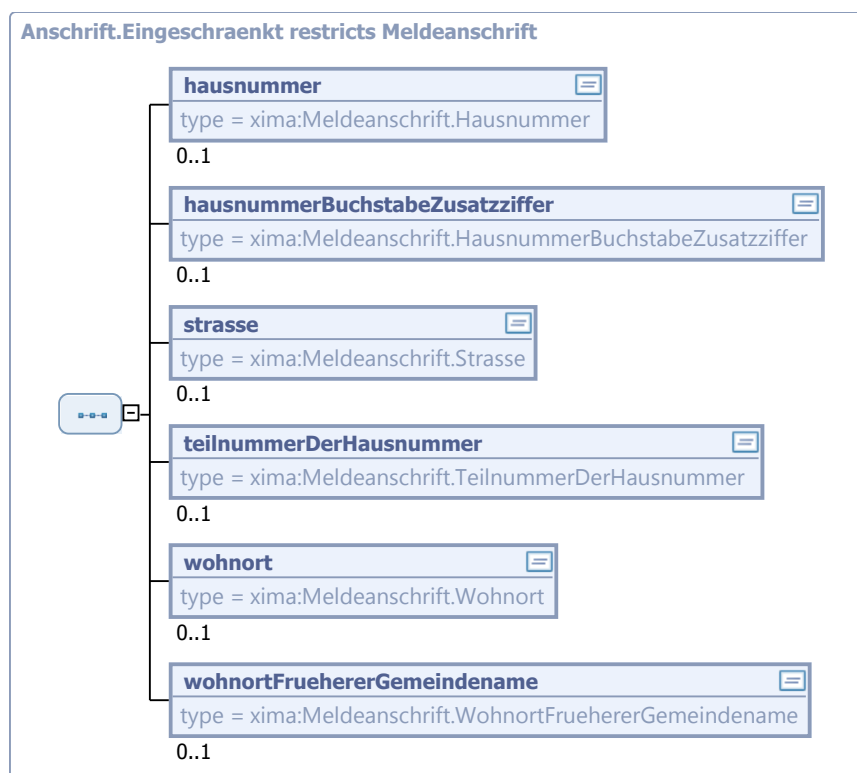 Anschrift.Eingeschraenkt restricts Meldeanschrift
hausnummer
type = xima:Meldeanschrift.Hausnummer
0..1
hausnummerBuchstabeZusatzziffer
type = xima:Meldeanschrift.HausnummerBuchstabeZusatzziffer
0..1
strasse
type = xima:Meldeanschrift.Strasse
0..1
teilnummerDerHausnummer
type = xima:Meldeanschrift.TeilnummerDerHausnummer
0..1
wohnort
type = xima:Meldeanschrift.Wohnort
0..1
wohnortFruehererGemeindename
type = xima:Meldeanschrift.WohnortFruehererGemeindename
0..1